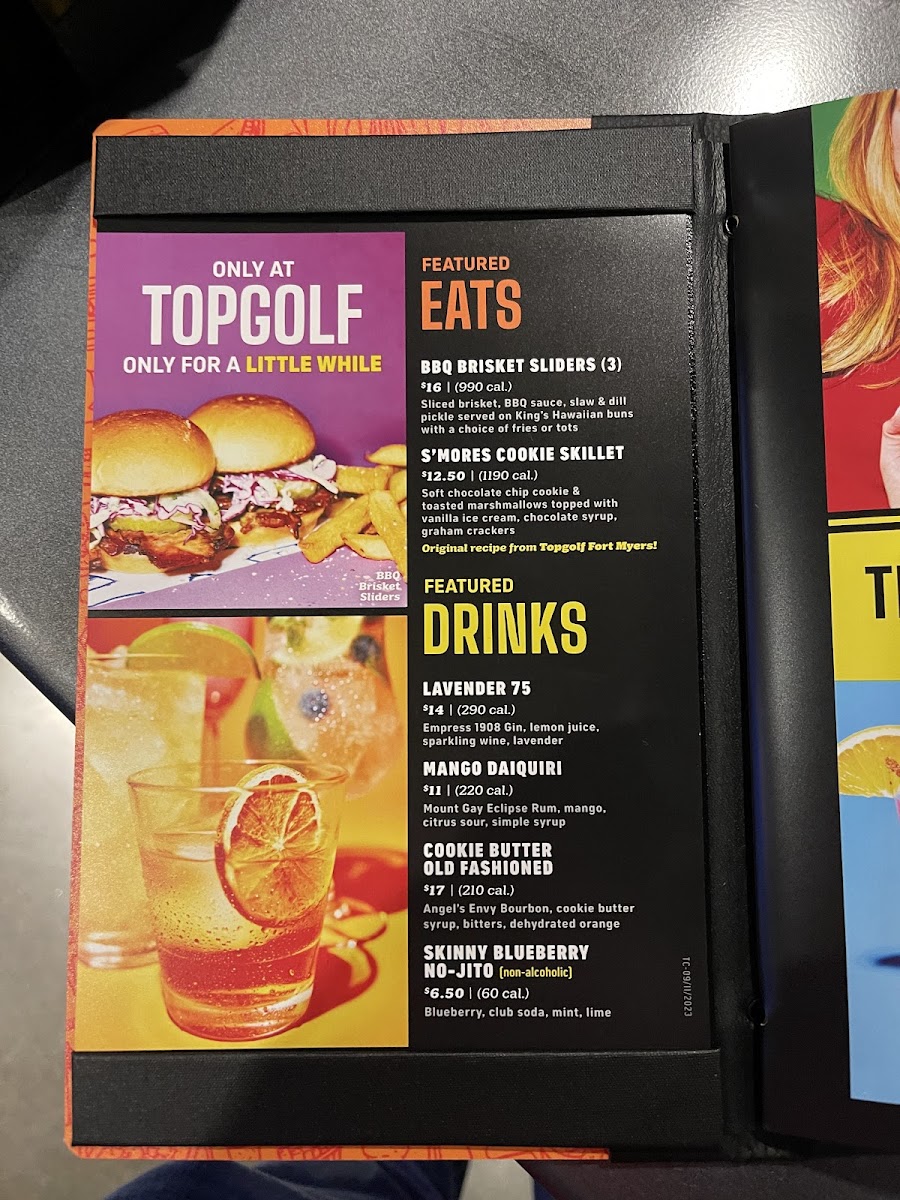 ONLY AT
TOPGOLF
ONLY FOR A LITTLE WHILE
BBQ
Brisket
Sliders
FEATURED
EATS
BBQ BRISKET SLIDERS (3)
$16 | (990 cal.)
Sliced brisket, BBQ sauce, slaw & dill
pickle served on King's Hawaiian buns
with a choice of fries or tots
S'MORES COOKIE SKILLET
$12.50 | (1190 cal.)
Soft chocolate chip cookie &
toasted marshmallows topped with
vanilla ice cream, chocolate syrup,
graham crackers
Original recipe from Topgolf Fort Myers!
FEATURED
DRINKS
LAVENDER 75
$14 | (290 cal.)
Empress 1908 Gin, lemon juice,
sparkling wine, lavender
MANGO DAIQUIRI
$11 | (220 cal.)
Mount Gay Eclipse Rum, mango,
citrus sour, simple syrup
COOKIE BUTTER
OLD FASHIONED
$17 | (210 cal.)
Angel's Envy Bourbon, cookie butter
syrup, bitters, dehydrated orange
SKINNY BLUEBERRY
NO-JITO (non-alcoholic)
$6.50 | (60 cal.)
Blueberry, club soda, mint, lime
TC-09/11/2023